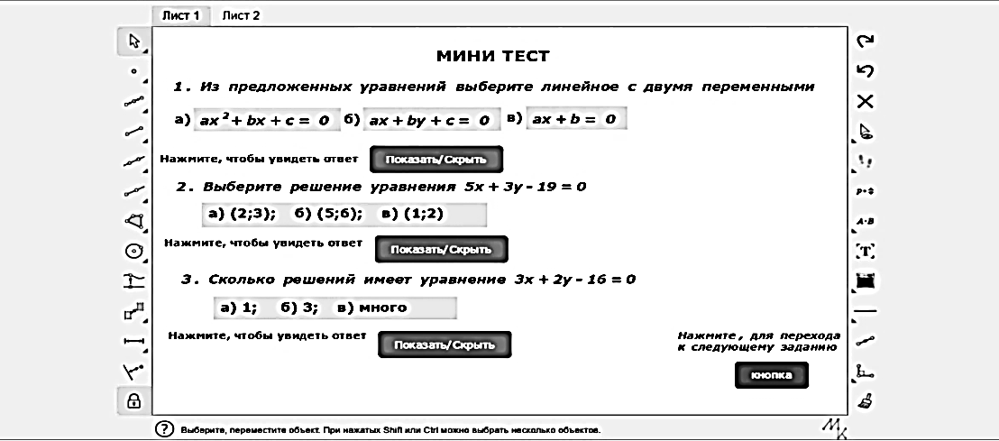 Лист 1 Лист 2
МИНИ ТЕСТ
1. Из предложенных уравнений выберите линейное с двумя переменными
а) ax² + bx + c = 0 б) ax + by + c = 0 в) ax + b = 0
Нажмите, чтобы увидеть ответ Показать/Скрыть
2. Выберите решение уравнения 5x + 3y - 19 = 0
а) (2;3); б) (5;6); в) (1;2)
Нажмите, чтобы увидеть ответ Показать/Скрыть
3. Сколько решений имеет уравнение 3x + 2y - 16 = 0
а) 1; б) 3; в) много
Нажмите, чтобы увидеть ответ Показать/Скрыть
Нажмите, для перехода
к следующему заданию
кнопка
Выберите, переместите объект. При нажатых Shift или Ctrl можно выбрать несколько объектов.